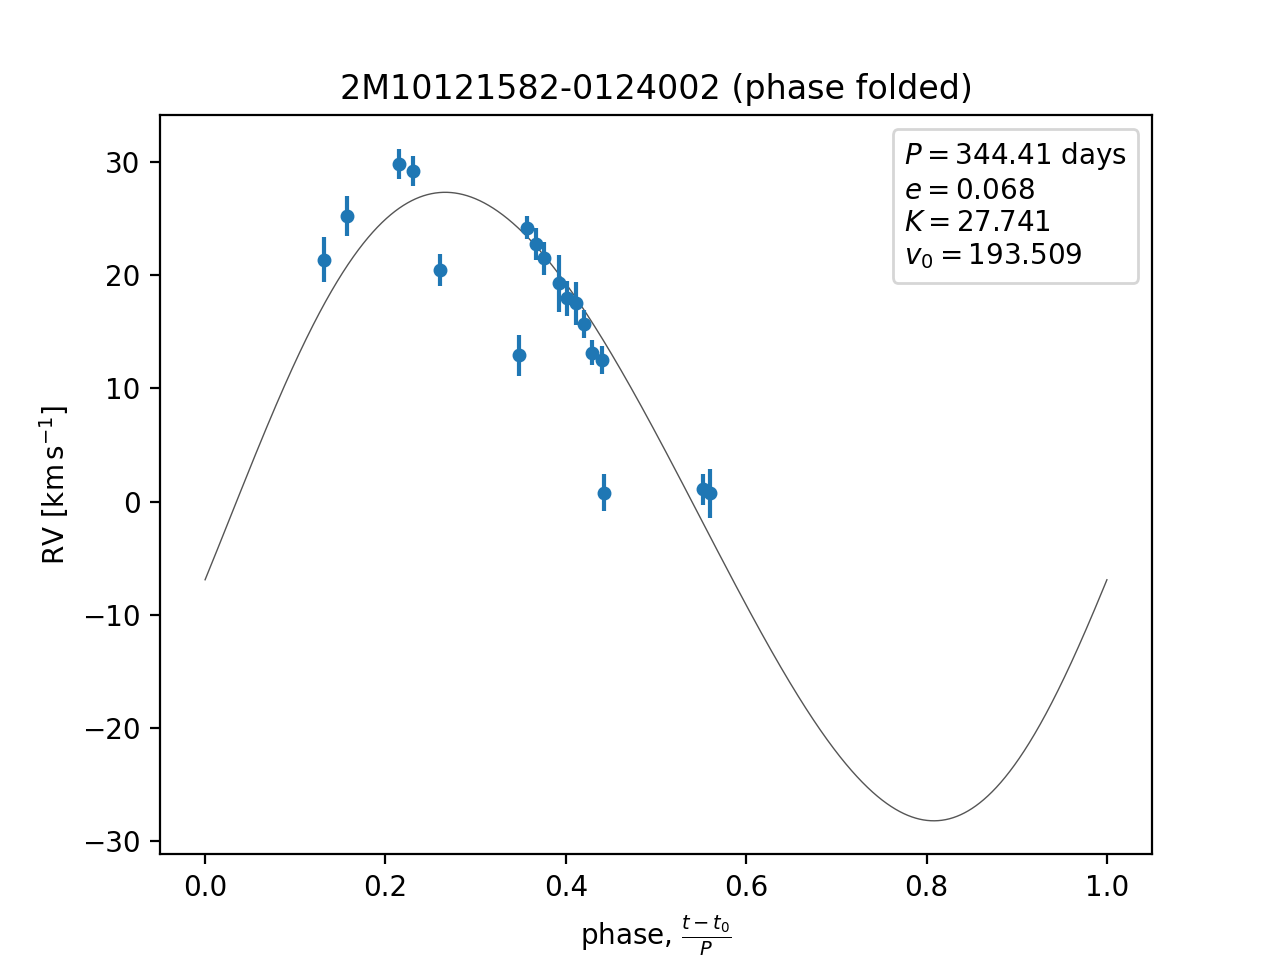 2M10121582-0124002 (phase folded)
P = 344.41 days
e = 0.068
K = 27.741
v₀ = 193.509
RV [km s⁻¹]
30
20
10
0
−10
−20
−30
0.0 0.2 0.4 0.6 0.8 1.0
phase, (t − t₀)/P